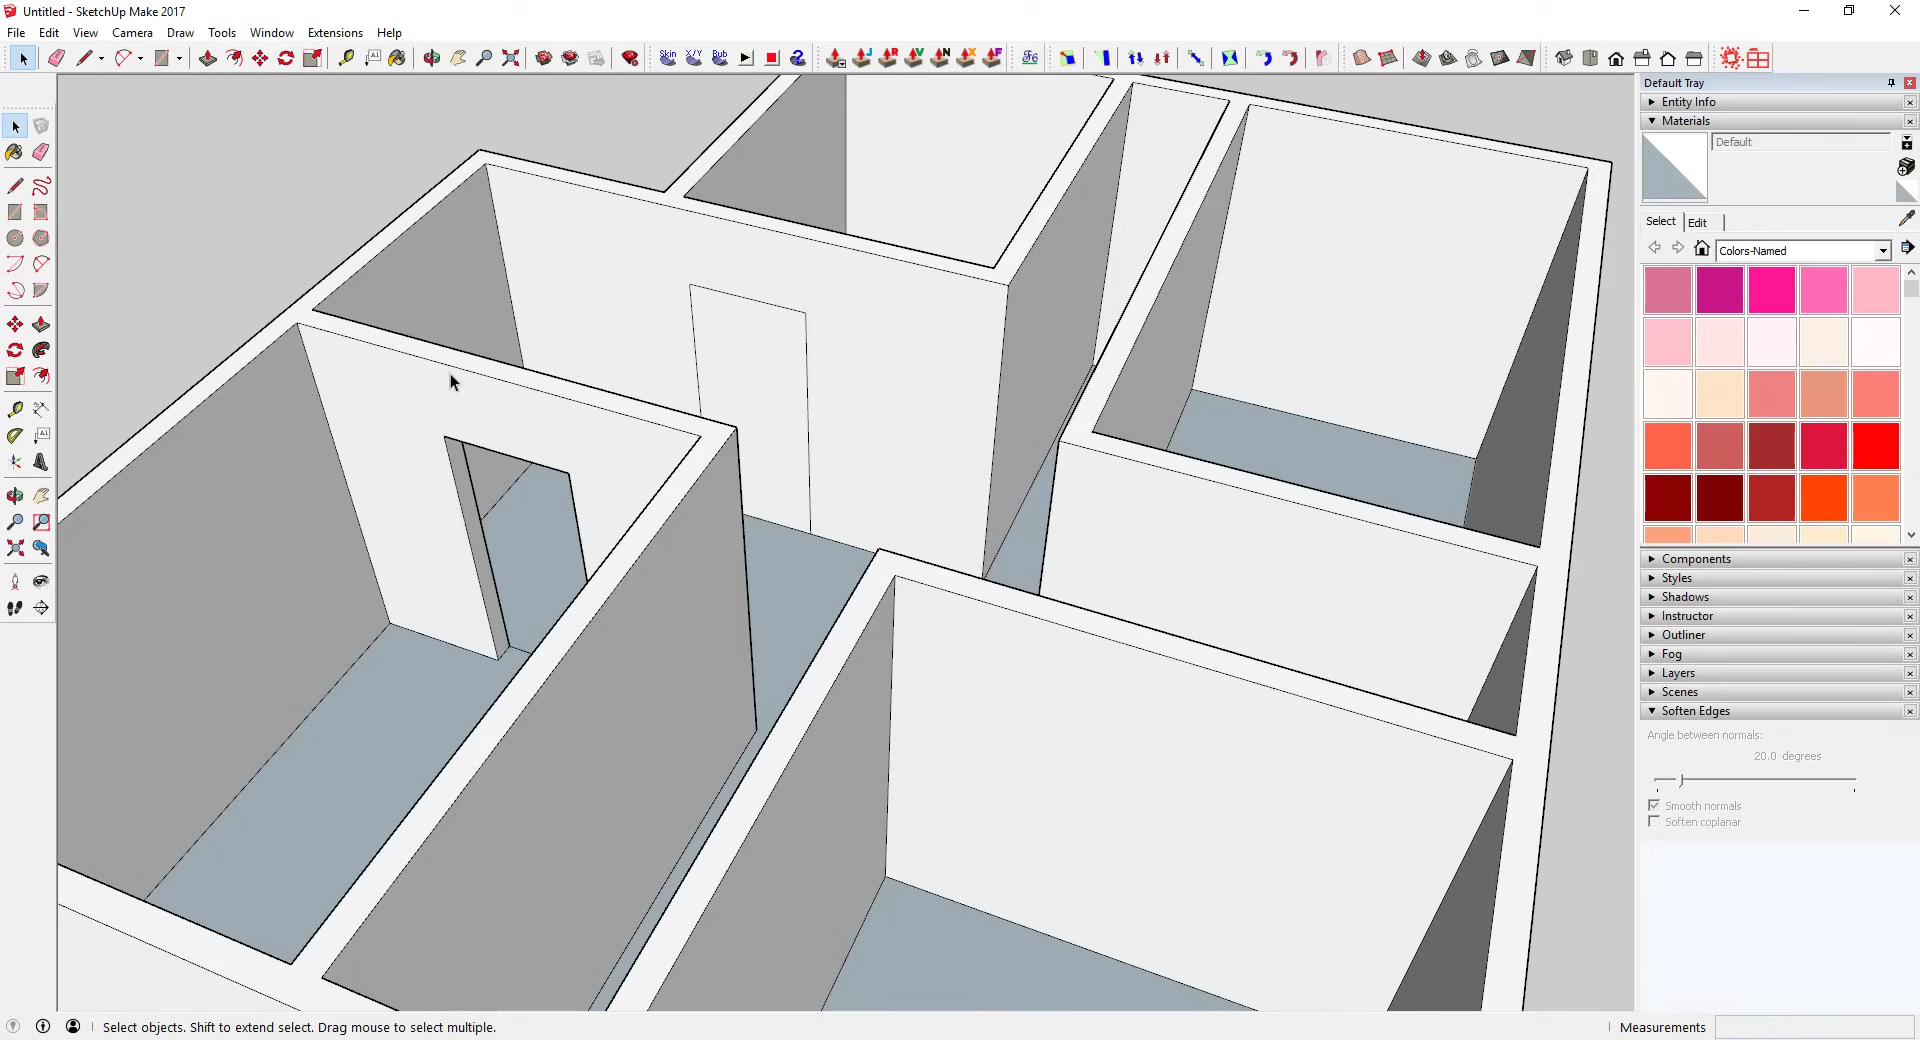 Untitled - SketchUp Make 2017
File Edit View Camera Draw Tools Window Extensions Help
Skin X/Y Bub
J R V N X F
Default Tray
Entity Info
Materials
Default
Select Edit
Colors-Named
Components
Styles
Shadows
Instructor
Outliner
Fog
Layers
Scenes
Soften Edges
Angle between normals:
20.0 degrees
Smooth normals
Soften coplanar
Select objects. Shift to extend select. Drag mouse to select multiple.
Measurements